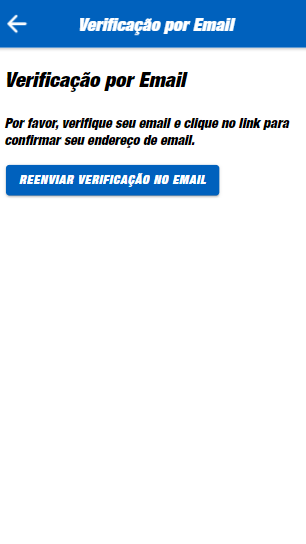 Verificação por Email
Verificação por Email
Por favor, verifique seu email e clique no link para
confirmar seu endereço de email.
REENVIAR VERIFICAÇÃO NO EMAIL